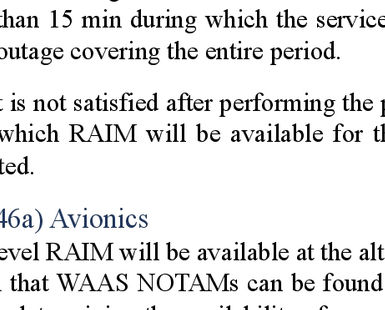 than 15 min during which the service
outage covering the entire period.
t is not satisfied after performing the p
which RAIM will be available for th
ted.
46a) Avionics
evel RAIM will be available at the alt
that WAAS NOTAMs can be found